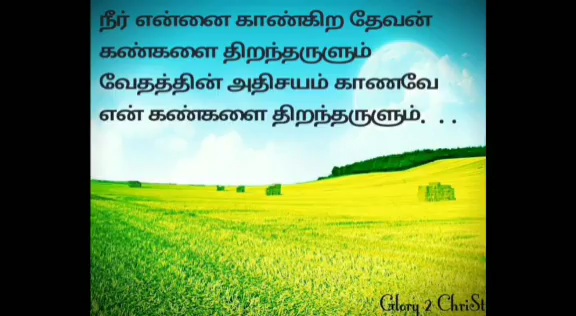 நீர் என்னை காண்கிற தேவன்
கண்களை திறந்தருளும்
வேதத்தின் அதிசயம் காணவே
என் கண்களை திறந்தருளும். . .
Glory 2 ChriSt